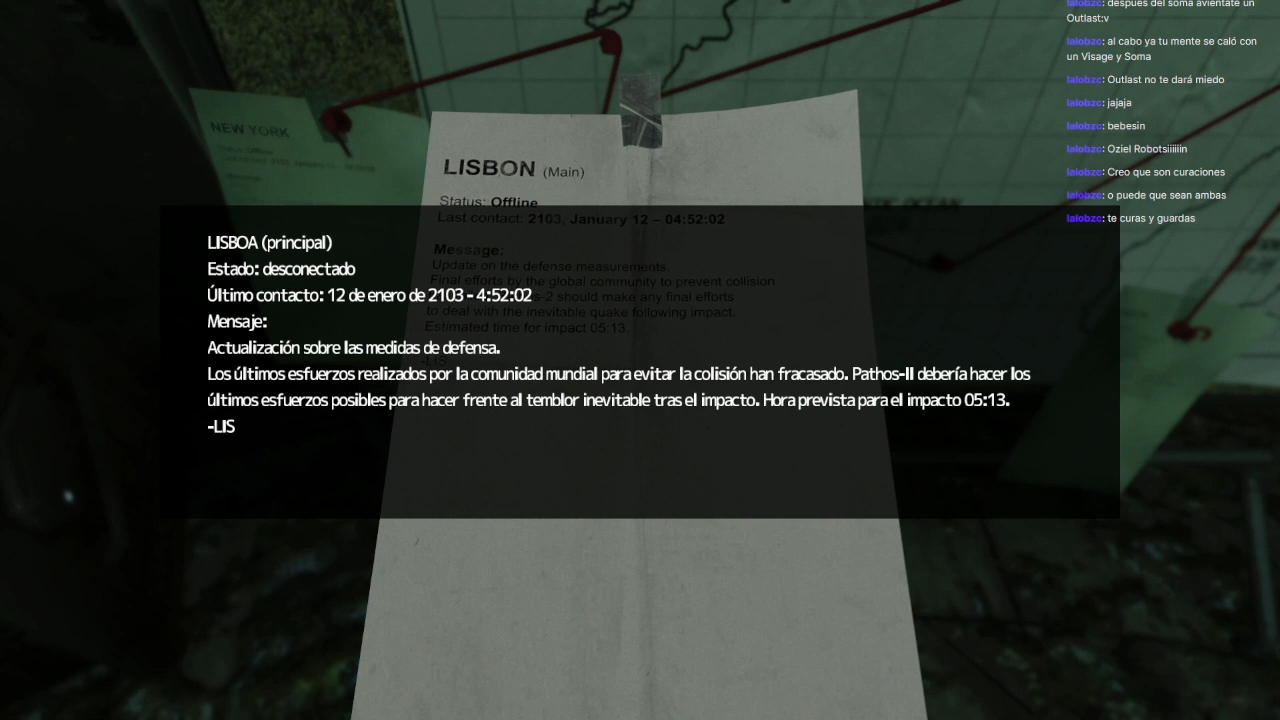 NEW YORK
LISBON (Main)
Status: Offline
Last contact: 2103, January 12 – 04:52:02
Message:
Update on the defense measurements.
Final efforts by the global community to prevent collision
s-2 should make any final efforts
to deal with the inevitable quake following impact.
Estimated time for impact 05:13.
LISBOA (principal)
Estado: desconectado
Último contacto: 12 de enero de 2103 - 4:52:02
Mensaje:
Actualización sobre las medidas de defensa.
Los últimos esfuerzos realizados por la comunidad mundial para evitar la colisión han fracasado. Pathos-II debería hacer los
últimos esfuerzos posibles para hacer frente al temblor inevitable tras el impacto. Hora prevista para el impacto 05:13.
-LIS
lalobzc: despues del soma avientate un
Outlast:v
lalobzc: al cabo ya tu mente se caló con
un Visage y Soma
lalobzc: Outlast no te dará miedo
lalobzc: jajaja
lalobzc: bebesin
lalobzc: Oziel Robotsiiiiiin
lalobzc: Creo que son curaciones
lalobzc: o puede que sean ambas
lalobzc: te curas y guardas